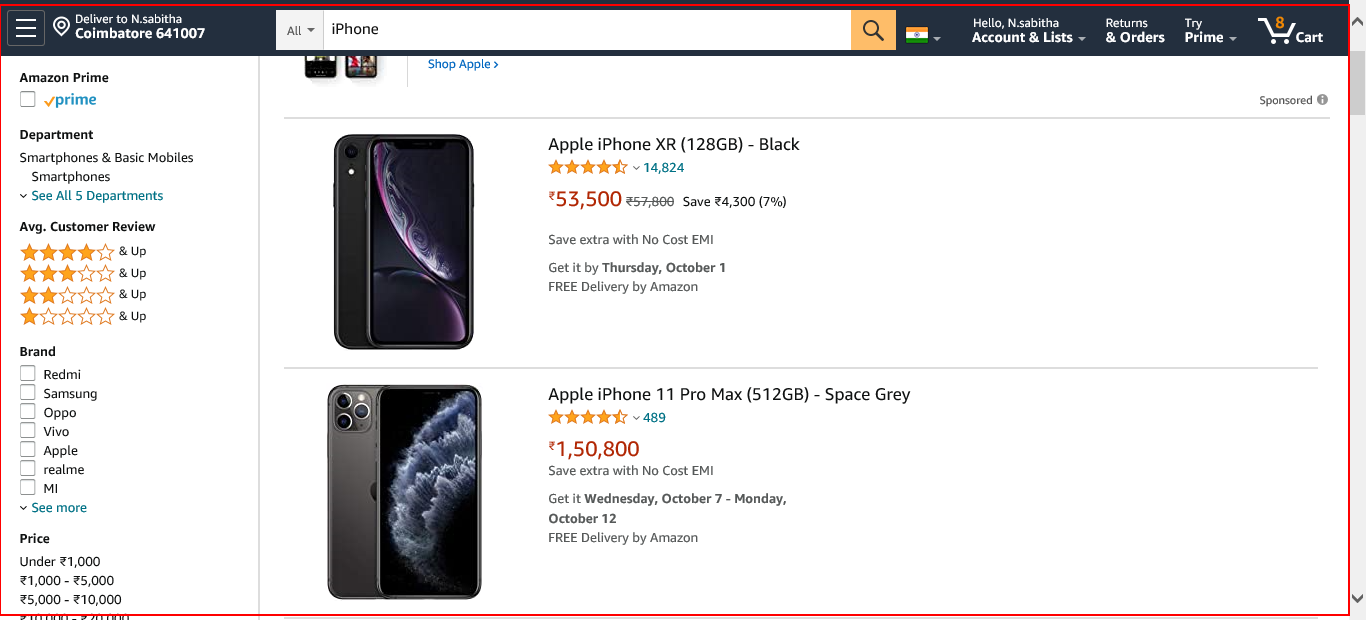 Deliver to N.sabitha
Coimbatore 641007
All
iPhone
Hello, N.sabitha
Account & Lists
Returns
& Orders
Try
Prime
8
Cart
Amazon Prime
prime
Department
Smartphones & Basic Mobiles
Smartphones
See All 5 Departments
Avg. Customer Review
& Up
& Up
& Up
& Up
Brand
Redmi
Samsung
Oppo
Vivo
Apple
realme
MI
See more
Price
Under ₹1,000
₹1,000 - ₹5,000
₹5,000 - ₹10,000
₹10,000 - ₹20,000
Shop Apple ›
Sponsored
Apple iPhone XR (128GB) - Black
14,824
₹53,500 ₹57,800 Save ₹4,300 (7%)
Save extra with No Cost EMI
Get it by Thursday, October 1
FREE Delivery by Amazon
Apple iPhone 11 Pro Max (512GB) - Space Grey
489
₹1,50,800
Save extra with No Cost EMI
Get it Wednesday, October 7 - Monday,
October 12
FREE Delivery by Amazon